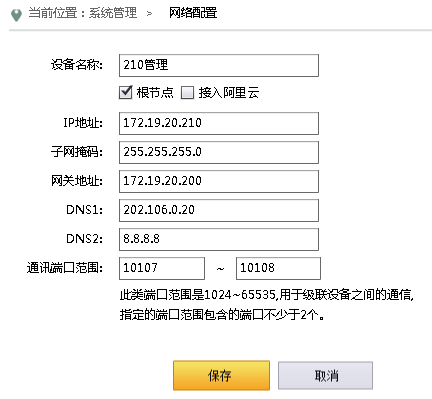 当前位置：系统管理 > 网络配置
设备名称: 210管理
根节点 接入阿里云
IP地址: 172.19.20.210
子网掩码: 255.255.255.0
网关地址: 172.19.20.200
DNS1: 202.106.0.20
DNS2: 8.8.8.8
通讯端口范围: 10107 ~ 10108
此类端口范围是1024~65535,用于级联设备之间的通信,
指定的端口范围包含的端口不少于2个。
保存 取消